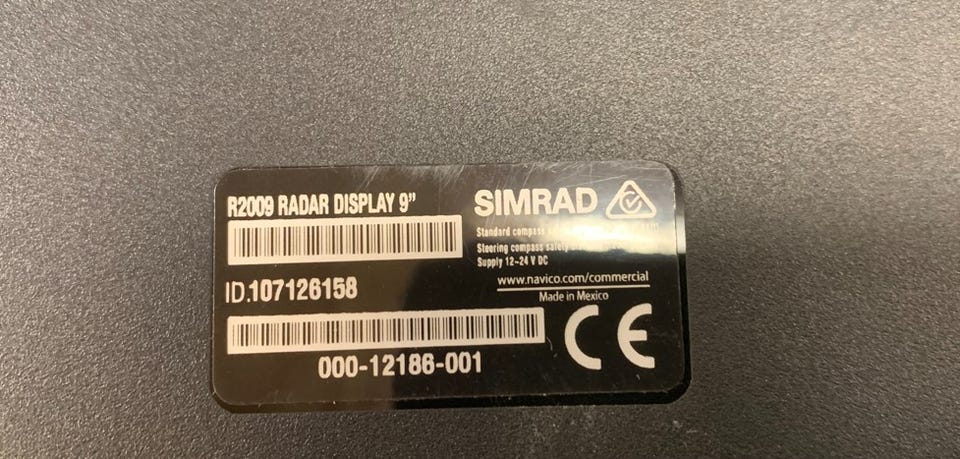 R2009 RADAR DISPLAY 9”
SIMRAD
Standard compass
Steering compass safety
Supply 12-24 V DC
ID.107126158
www.navico.com/commercial
Made in Mexico
000-12186-001
CE